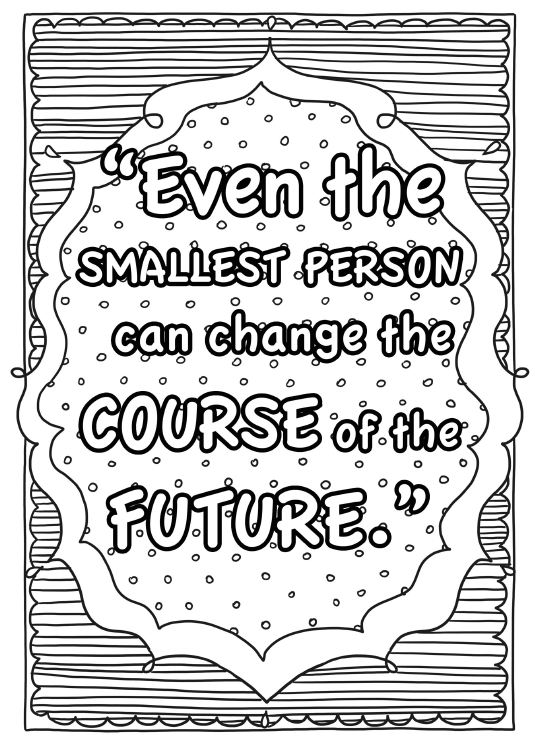 “Even the
SMALLEST PERSON
can change the
COURSE of the
FUTURE.”